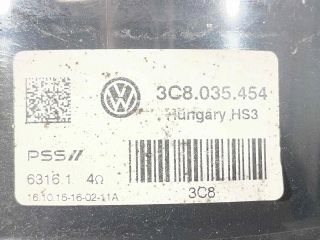 3C8.035.454
Hungary HS3
PSS//
6316.1 4Ω
16.10.15-16-02-11A
3C8